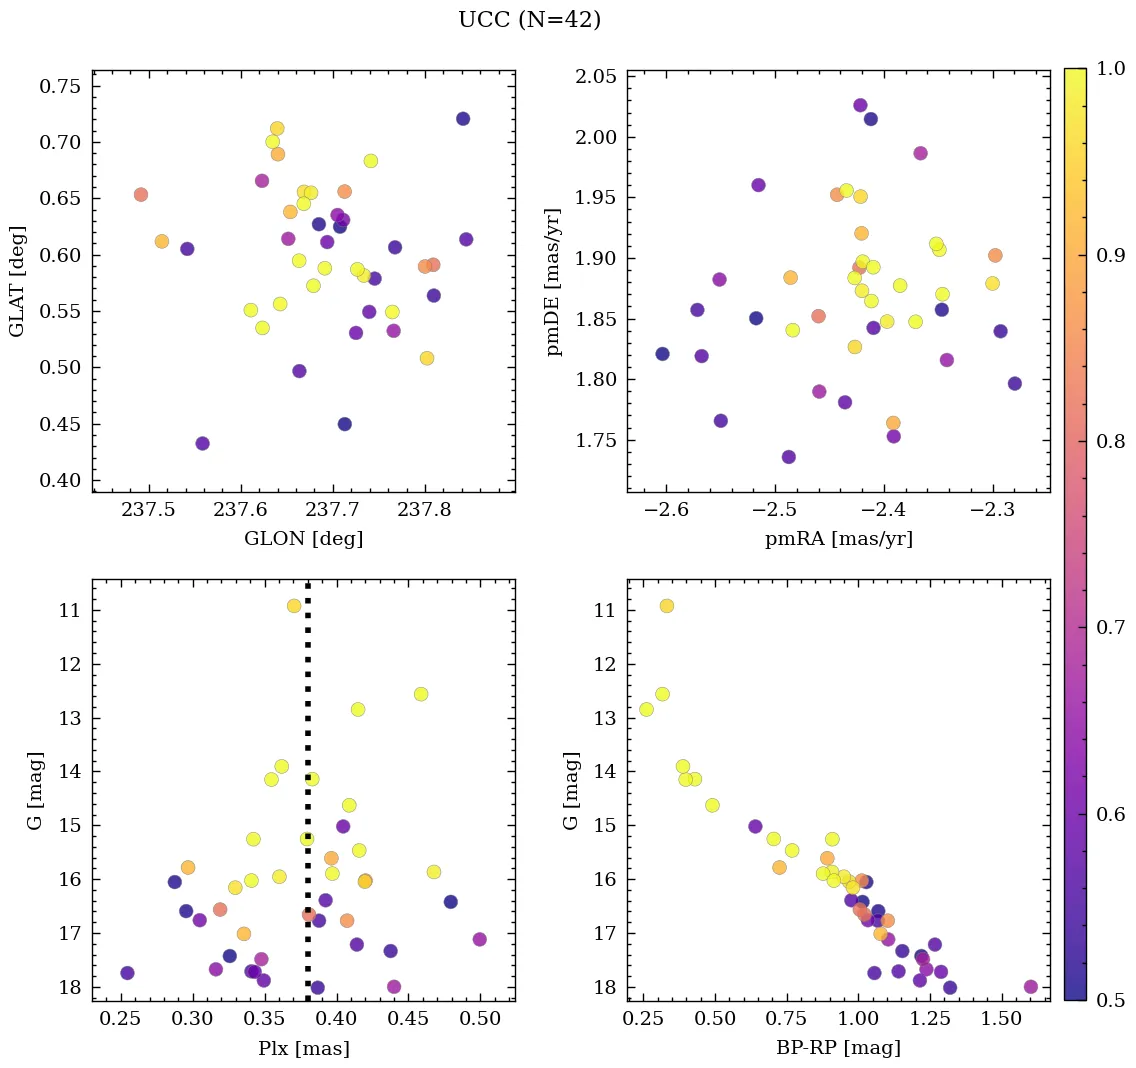 UCC (N=42)
0.75
0.70
0.65
0.60
0.55
0.50
0.45
0.40
GLAT [deg]
237.5 237.6 237.7 237.8
GLON [deg]
2.05
2.00
1.95
1.90
1.85
1.80
1.75
pmDE [mas/yr]
−2.6 −2.5 −2.4 −2.3
pmRA [mas/yr]
11
12
13
14
15
16
17
18
G [mag]
0.25 0.30 0.35 0.40 0.45 0.50
Plx [mas]
11
12
13
14
15
16
17
18
G [mag]
0.25 0.50 0.75 1.00 1.25 1.50
BP-RP [mag]
1.0
0.9
0.8
0.7
0.6
0.5